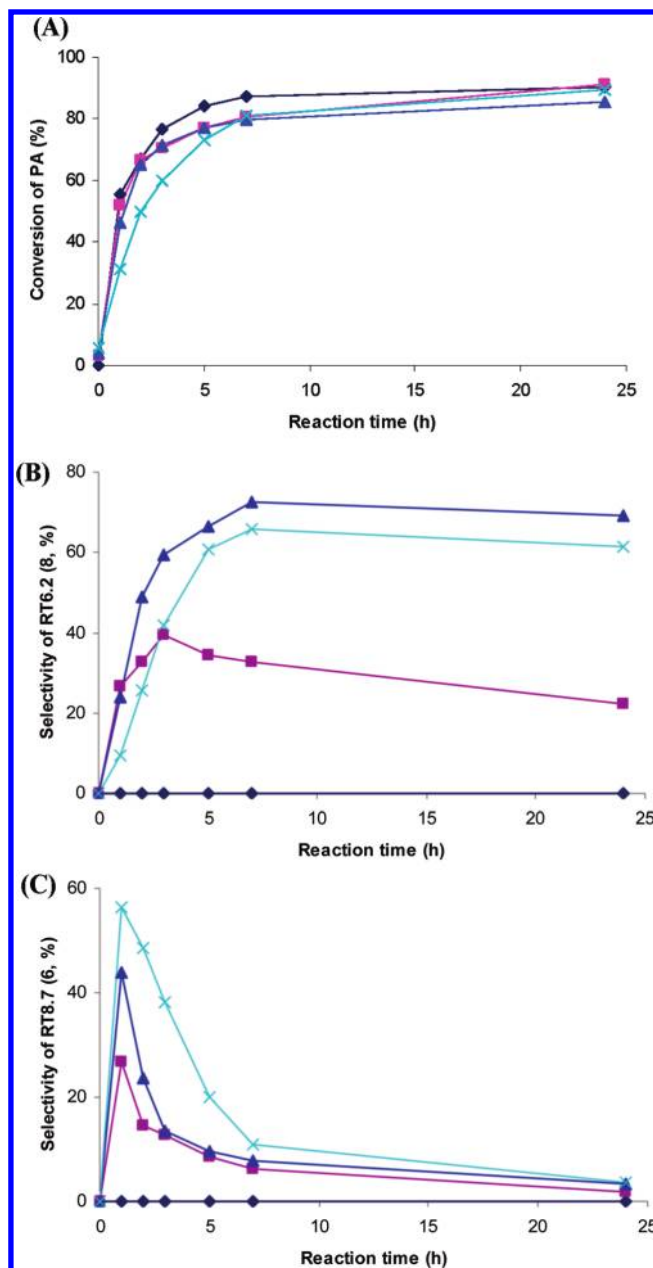 (A)
100
80
60
40
20
0
Conversion of PA (%)
0 5 10 15 20 25
Reaction time (h)
(B)
80
60
40
20
0
Selectivity of RT6.2 (8, %)
0 5 10 15 20 25
Reaction time (h)
(C)
60
40
20
0
Selectivity of RT8.7 (6, %)
0 5 10 15 20 25
Reaction time (h)